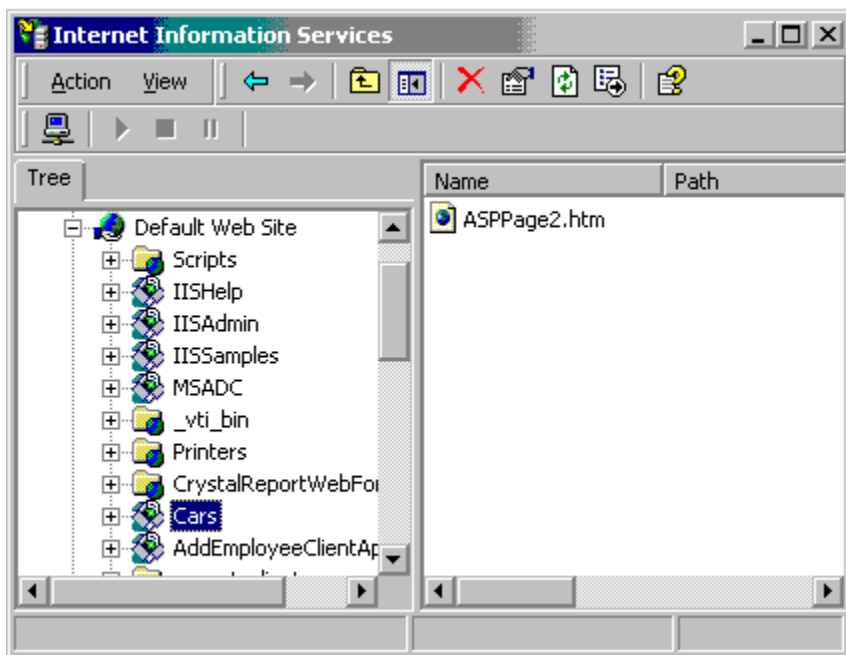 Internet Information Services
Action View
Tree
Name Path
Default Web Site
ASPPage2.htm
Scripts
IISHelp
IISAdmin
IISSamples
MSADC
_vti_bin
Printers
CrystalReportWebFor
Cars
AddEmployeeClientAp